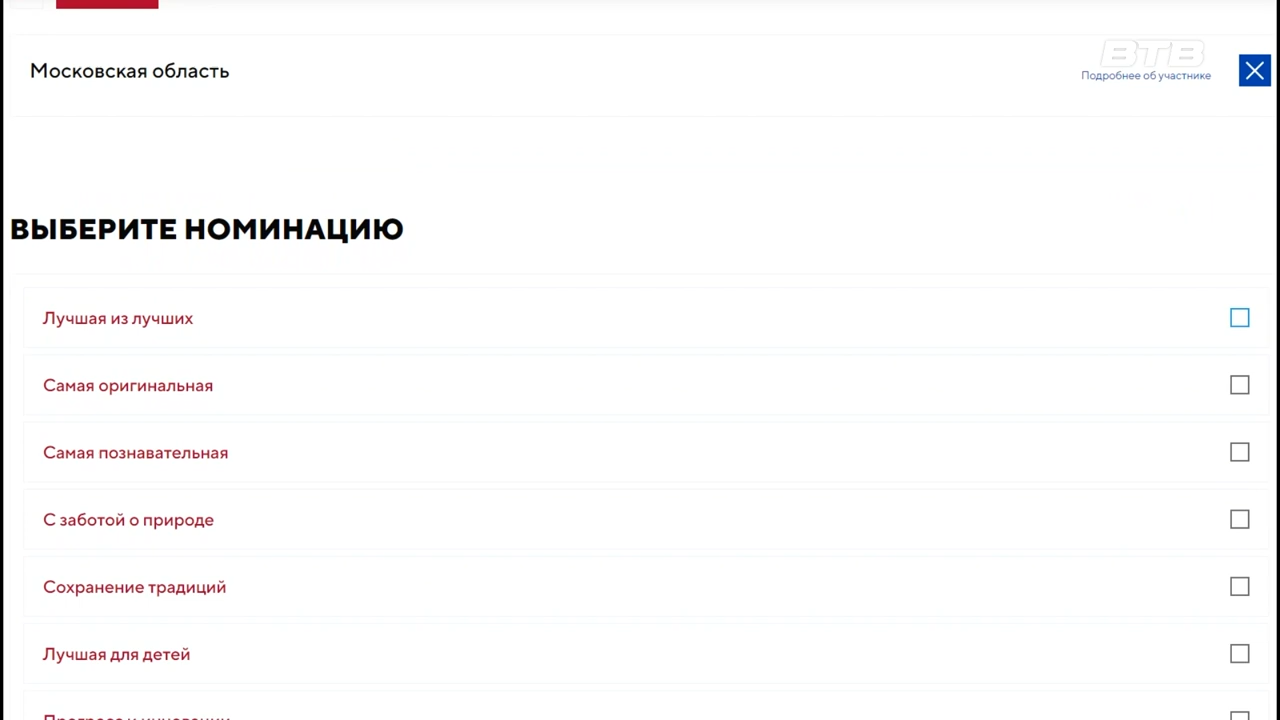 ВТВ
Московская область
Подробнее об участнике
ВЫБЕРИТЕ НОМИНАЦИЮ
Лучшая из лучших
Самая оригинальная
Самая познавательная
С заботой о природе
Сохранение традиций
Лучшая для детей